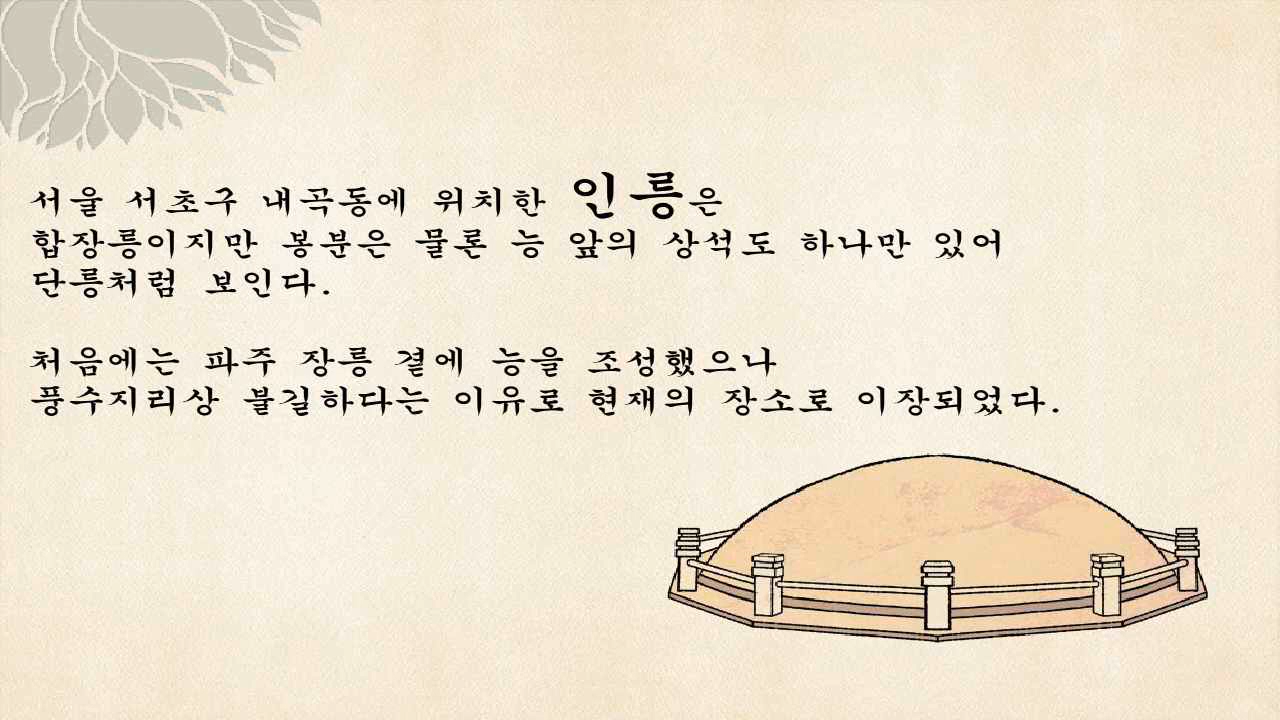 서울 서초구 내곡동에 위치한 인릉은
합장릉이지만 봉분은 물론 능 앞의 상석도 하나만 있어
단릉처럼 보인다.
처음에는 파주 장릉 곁에 능을 조성했으나
풍수지리상 불길하다는 이유로 현재의 장소로 이장되었다.